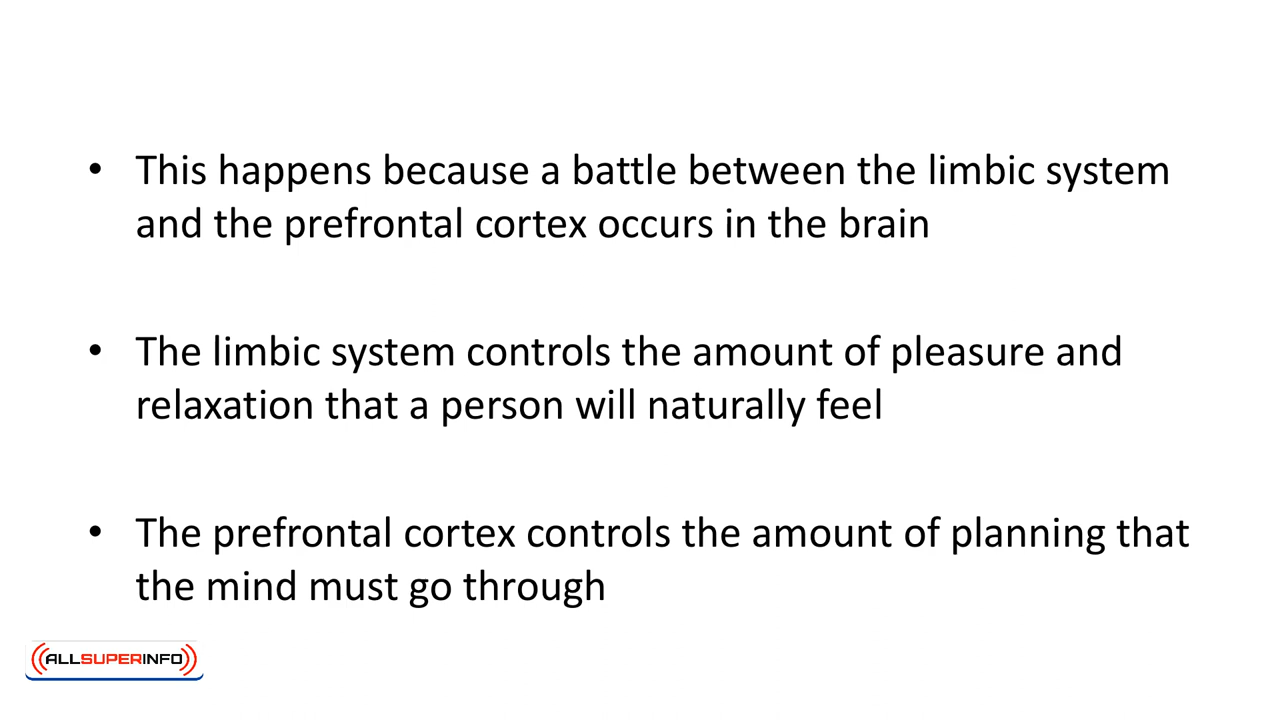 • This happens because a battle between the limbic system
and the prefrontal cortex occurs in the brain
• The limbic system controls the amount of pleasure and
relaxation that a person will naturally feel
• The prefrontal cortex controls the amount of planning that
the mind must go through
ALLSUPERINFO